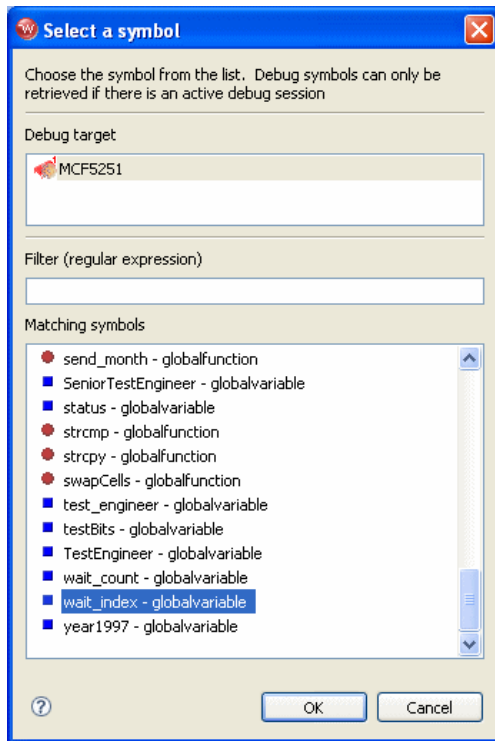 Select a symbol
Choose the symbol from the list. Debug symbols can only be
retrieved if there is an active debug session
Debug target
MCF5251
Filter (regular expression)
Matching symbols
send_month - globalfunction
SeniorTestEngineer - globalvariable
status - globalvariable
strcmp - globalfunction
strcpy - globalfunction
swapCells - globalfunction
test_engineer - globalvariable
testBits - globalvariable
TestEngineer - globalvariable
wait_count - globalvariable
wait_index - globalvariable
year1997 - globalvariable
? OK Cancel